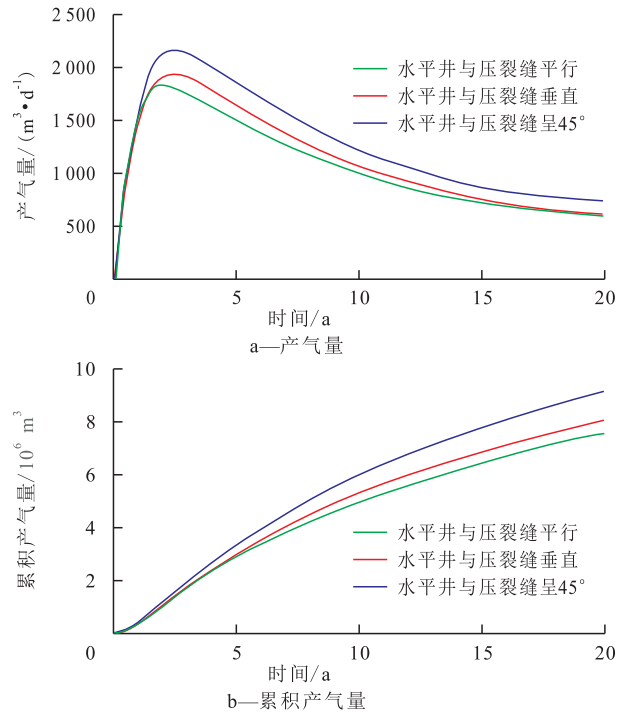 2 500
2 000
1 500
1 000
500
0
5
10
15
20
产气量/(m³•d⁻¹)
水平井与压裂缝平行
水平井与压裂缝垂直
水平井与压裂缝呈45°
时间/a
a—产气量
10
8
6
4
2
0
5
10
15
20
累积产气量/10⁶ m³
水平井与压裂缝平行
水平井与压裂缝垂直
水平井与压裂缝呈45°
时间/a
b—累积产气量